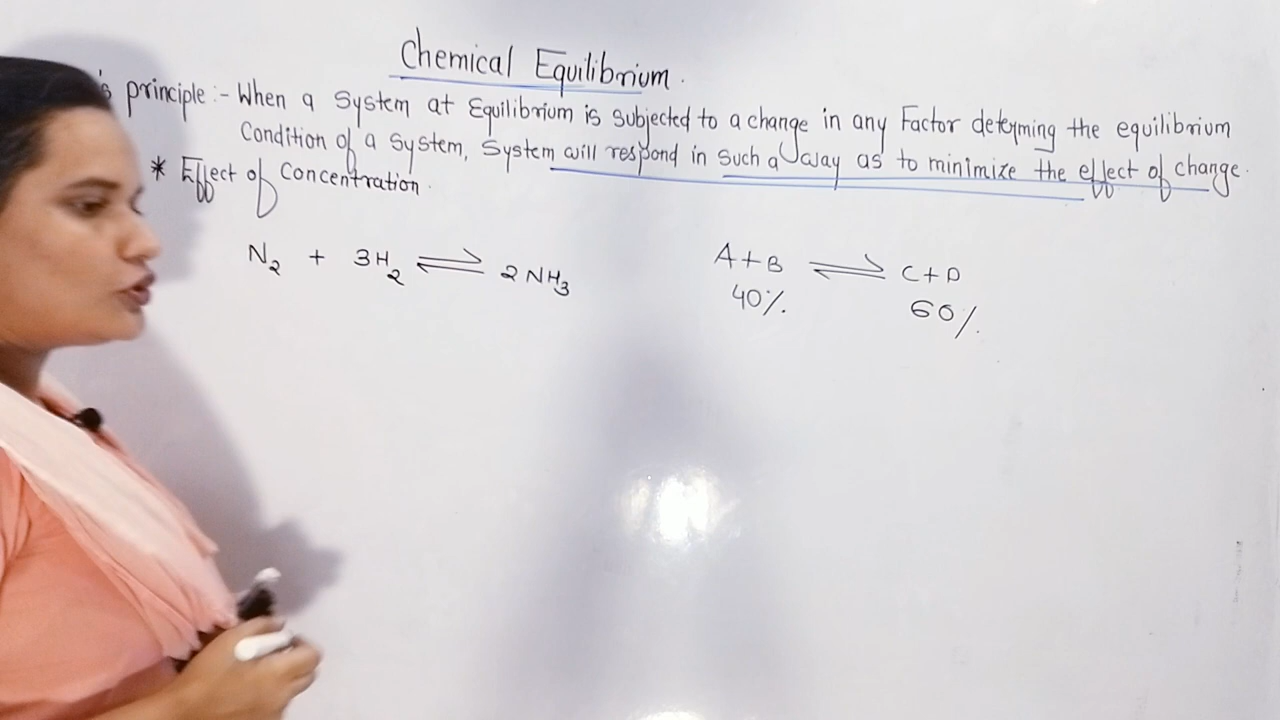 Chemical Equilibrium.
's principle :- When a System at Equilibrium is subjected to a change in any Factor determing the equilibrium
Condition of a System, System will respond in such a way as to minimize the effect of change.
* Effect of Concentration.
N₂ + 3H₂ ⇌ 2NH₃
A+B ⇌ C+D
40% 60%